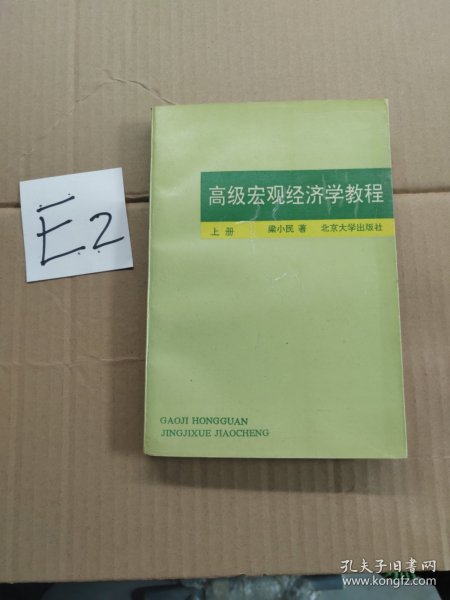 E2
高级宏观经济学教程
上册 梁小民 著 北京大学出版社
GAOJI HONGGUAN
JINGJIXUE JIAOCHENG
孔夫子旧书网
www.kongfz.com